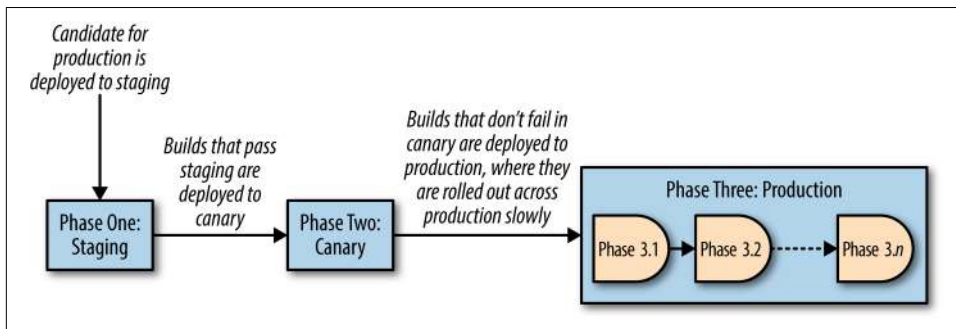 Candidate for
production is
deployed to staging
Builds that pass
staging are
deployed to
canary
Builds that don't fail in
canary are deployed to
production, where they
are rolled out across
production slowly
Phase One:
Staging
Phase Two:
Canary
Phase Three: Production
Phase 3.1
Phase 3.2
Phase 3.n